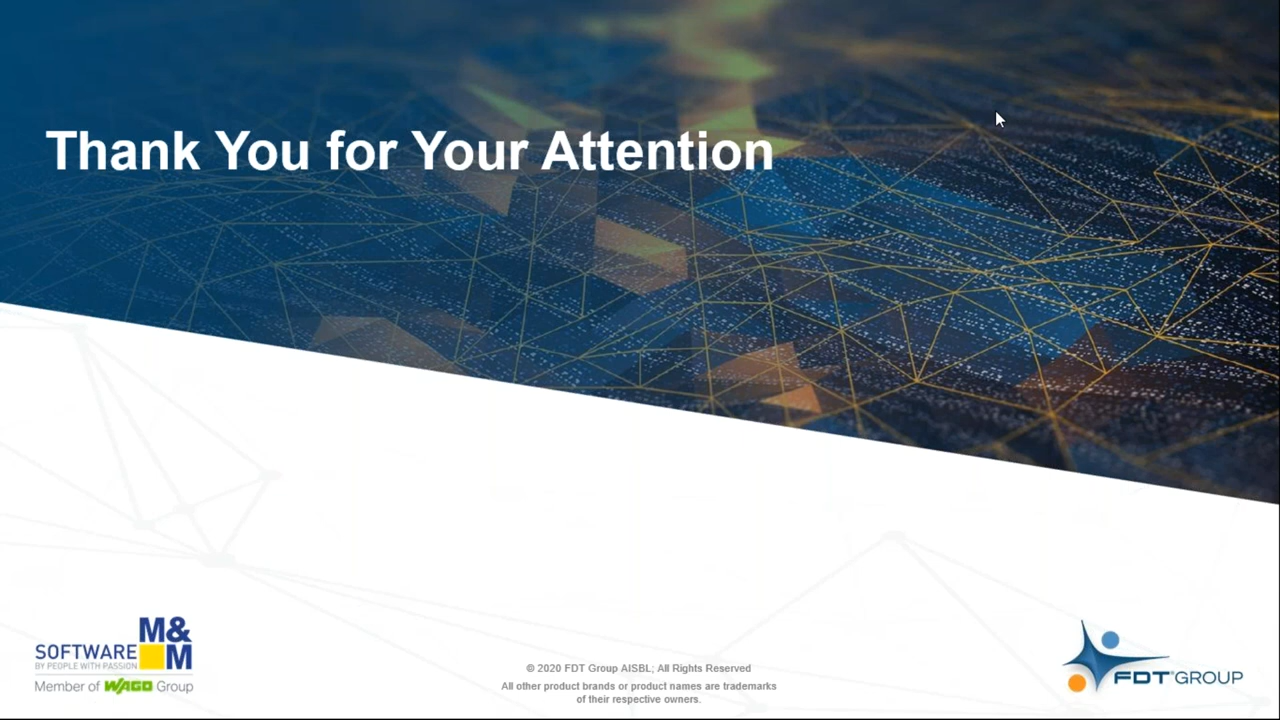 Thank You for Your Attention
M&M
SOFTWARE
BY PEOPLE WITH PASSION
Member of WAGO Group
© 2020 FDT Group AISBL; All Rights Reserved
All other product brands or product names are trademarks
of their respective owners.
FDT® GROUP